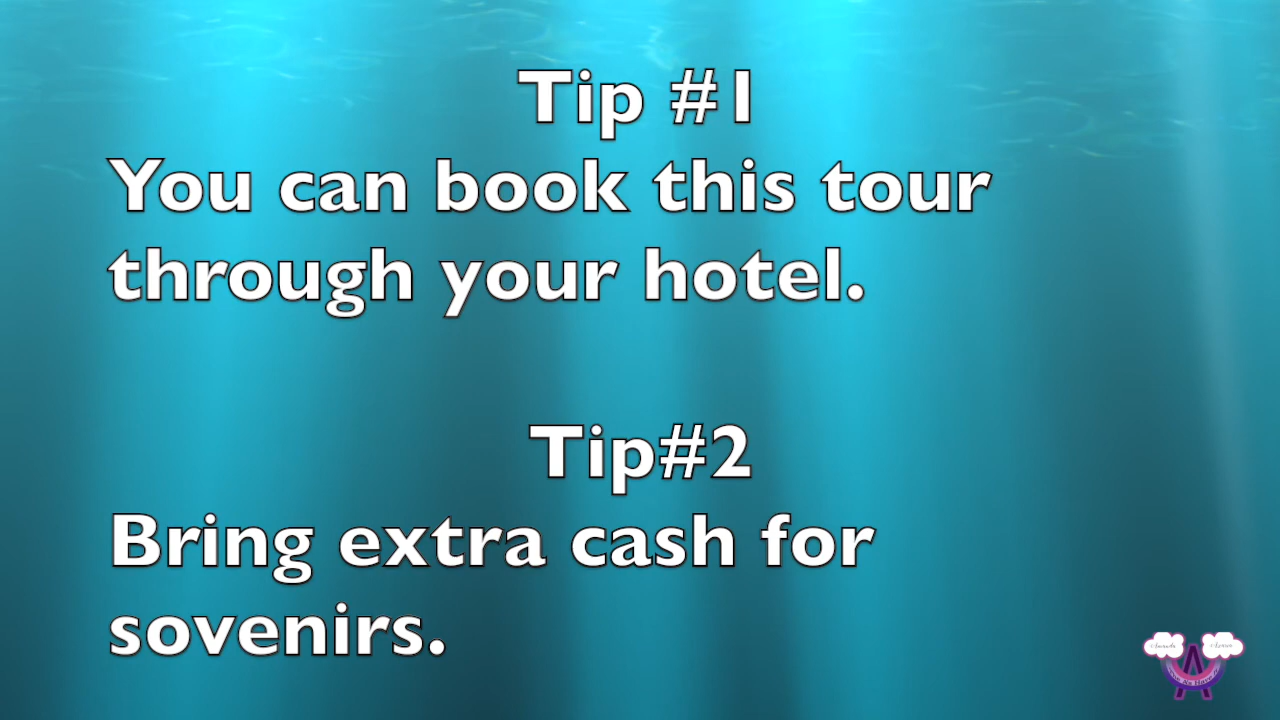 Tip #1
You can book this tour
through your hotel.
Tip#2
Bring extra cash for
sovenirs.